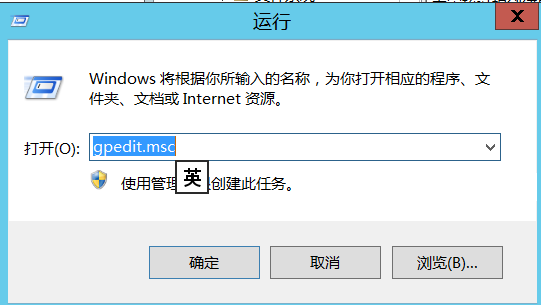 运行
Windows 将根据你所输入的名称，为你打开相应的程序、文
件夹、文档或 Internet 资源。
打开(O):
gpedit.msc
英
使用管理 创建此任务。
确定
取消
浏览(B)...